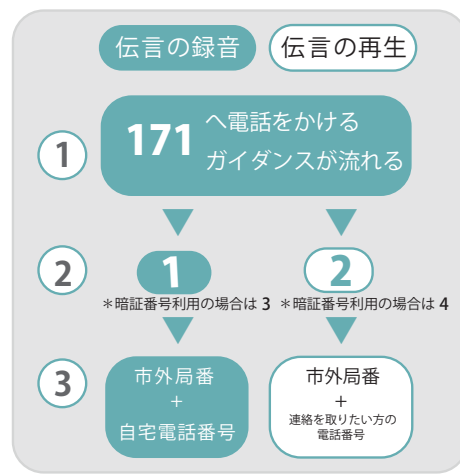 伝言の録音
伝言の再生
1
171
へ電話をかける
ガイダンスが流れる
2
1
2
＊暗証番号利用の場合は 3
＊暗証番号利用の場合は 4
3
市外局番
+
自宅電話番号
市外局番
+
連絡を取りたい方の
電話番号